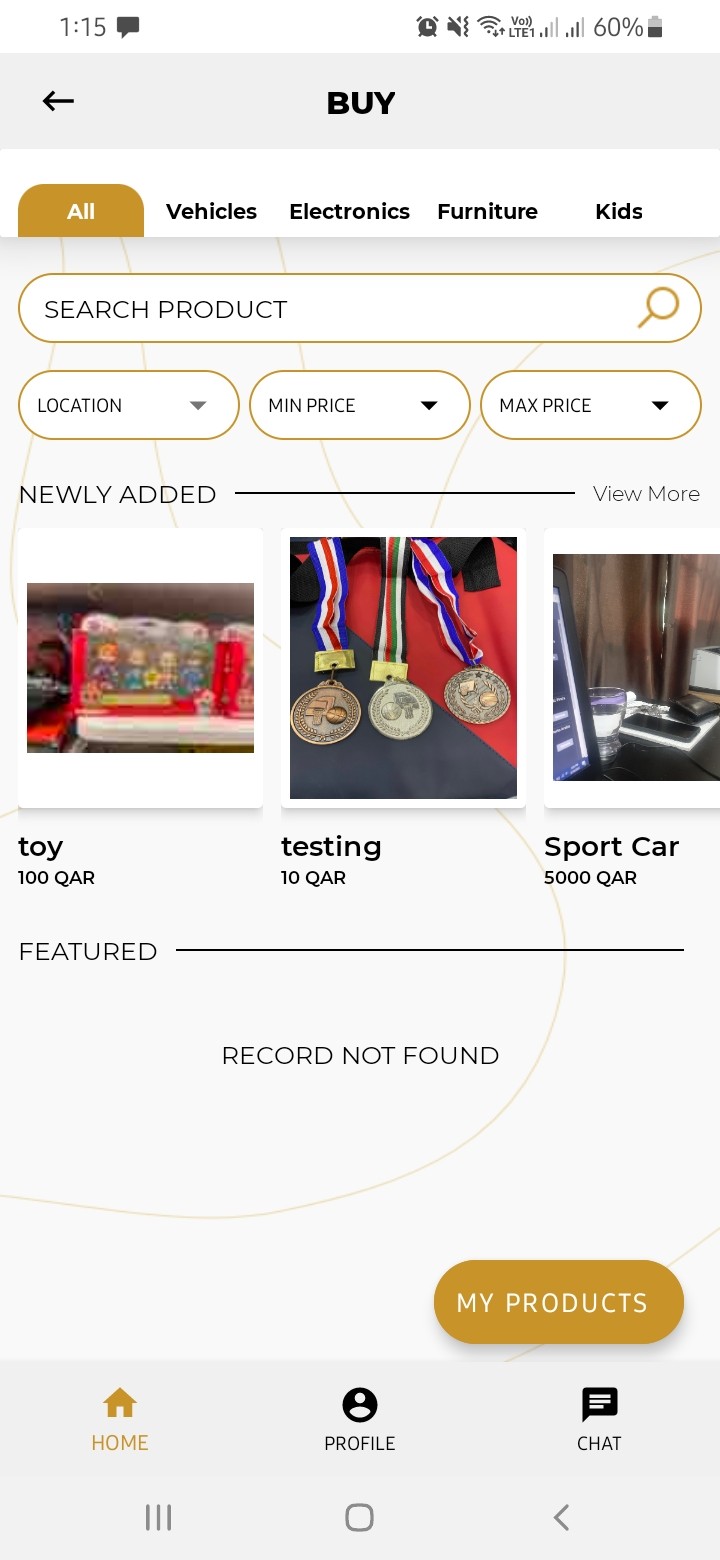 1:15 Vo) LTE1 60%
BUY
All Vehicles Electronics Furniture Kids
SEARCH PRODUCT
LOCATION MIN PRICE MAX PRICE
NEWLY ADDED View More
toy testing Sport Car
100 QAR 10 QAR 5000 QAR
FEATURED
RECORD NOT FOUND
MY PRODUCTS
HOME PROFILE CHAT